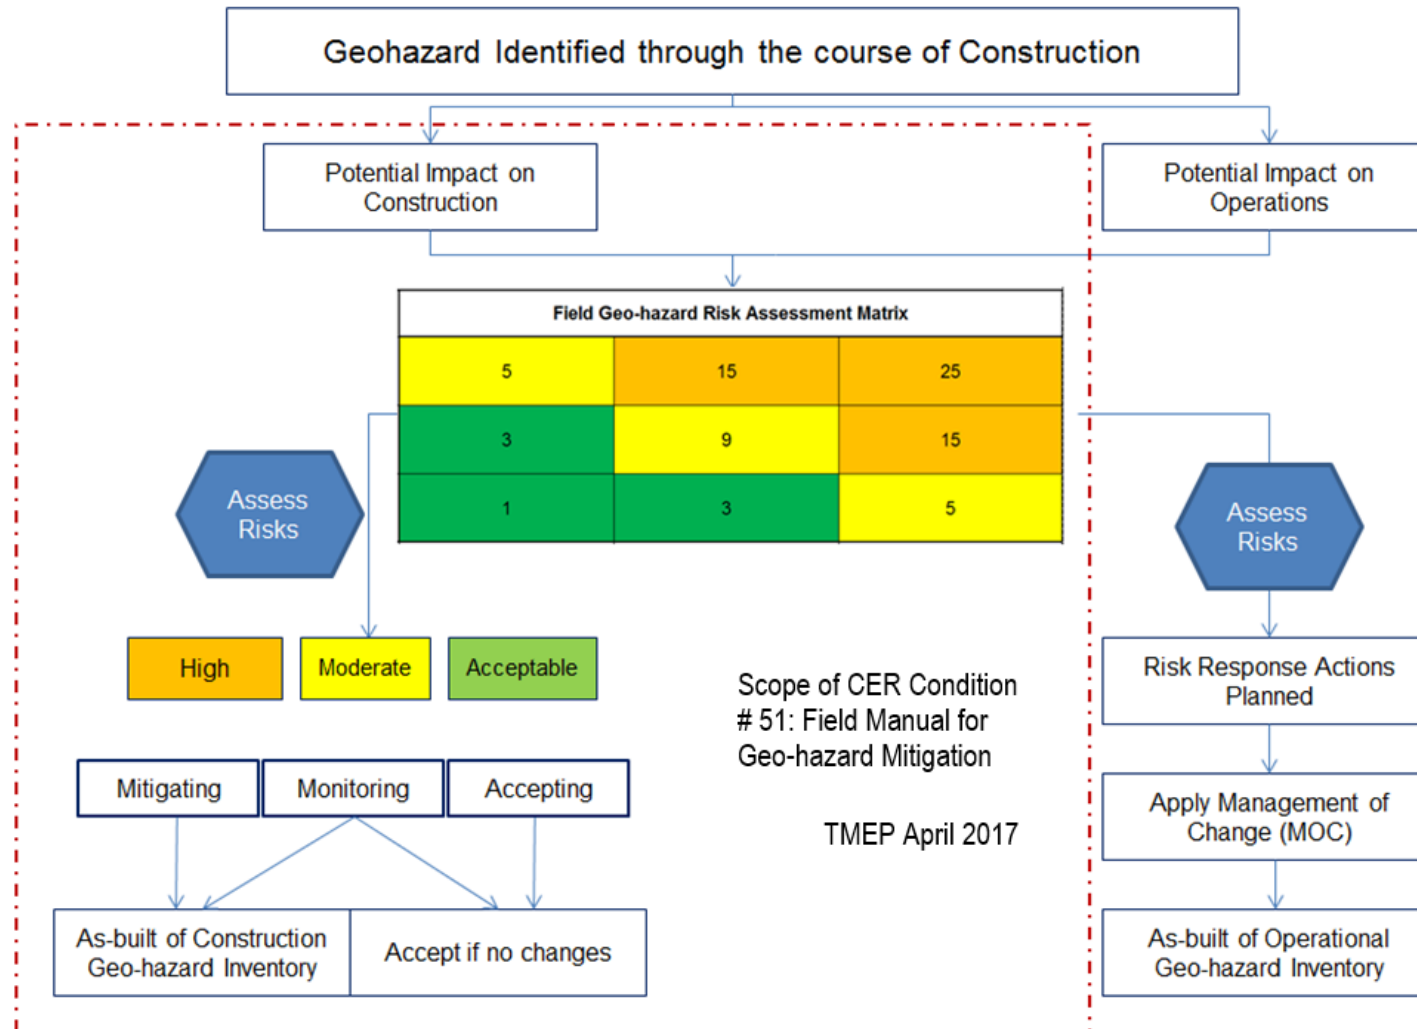 Geohazard Identified through the course of Construction
Potential Impact on
Construction
Potential Impact on
Operations
Field Geo-hazard Risk Assessment Matrix
5 15 25
3 9 15
1 3 5
Assess
Risks
Assess
Risks
High
Moderate
Acceptable
Scope of CER Condition
# 51: Field Manual for
Geo-hazard Mitigation
TMEP April 2017
Risk Response Actions
Planned
Mitigating
Monitoring
Accepting
Apply Management of
Change (MOC)
As-built of Construction
Geo-hazard Inventory
Accept if no changes
As-built of Operational
Geo-hazard Inventory